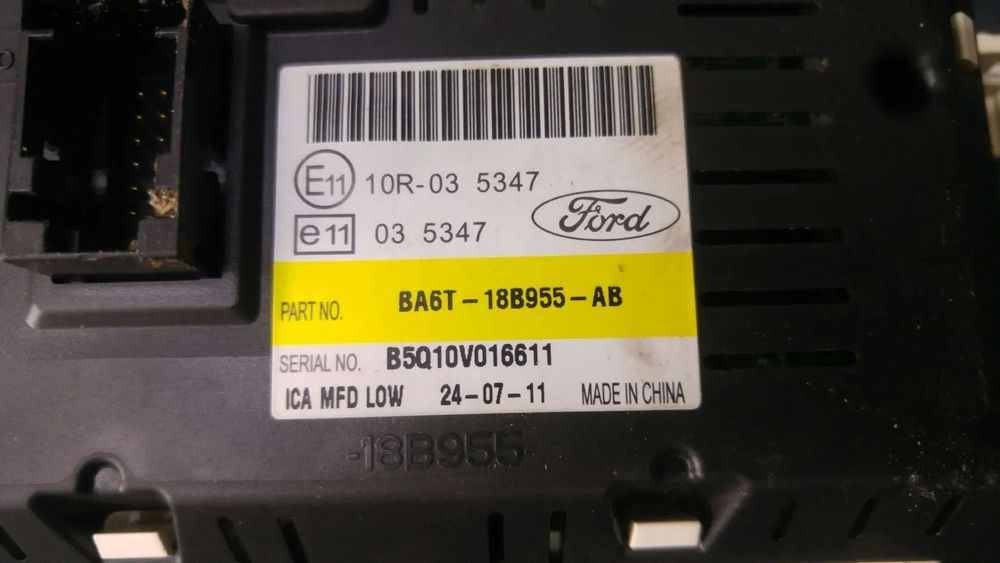 E11 10R-03 5347
e11 03 5347
Ford
PART NO. BA6T-18B955-AB
SERIAL NO. B5Q10V016611
ICA MFD LOW 24-07-11 MADE IN CHINA
-18B955-